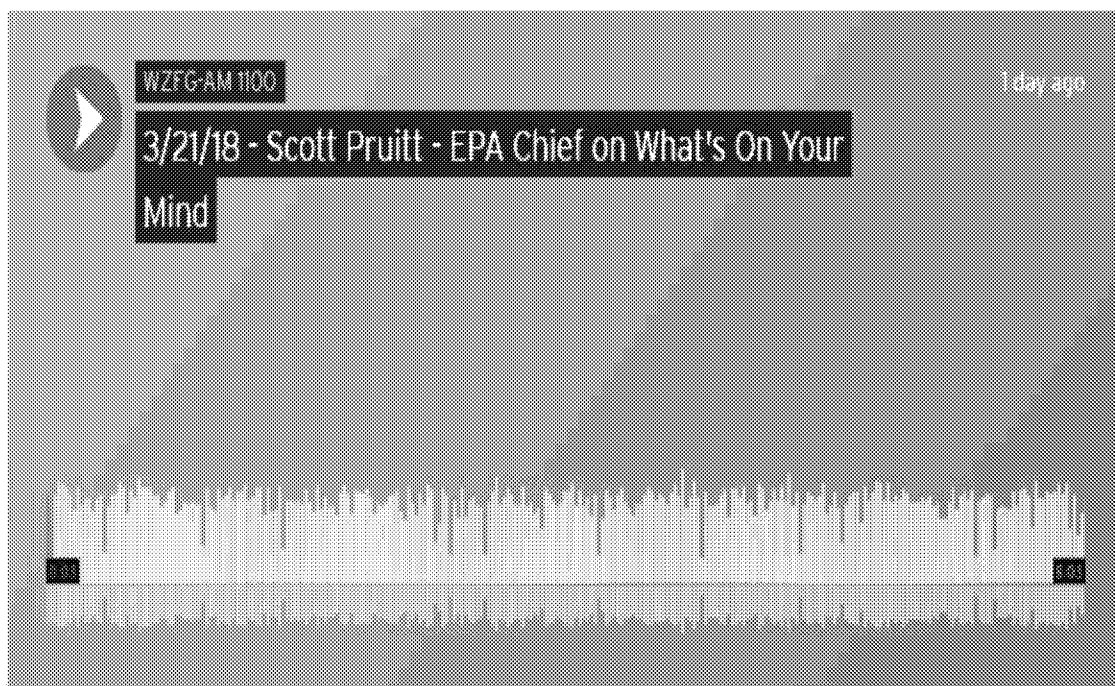 WZFG-AM 1100
1 day ago
3/21/18 - Scott Pruitt - EPA Chief on What's On Your
Mind